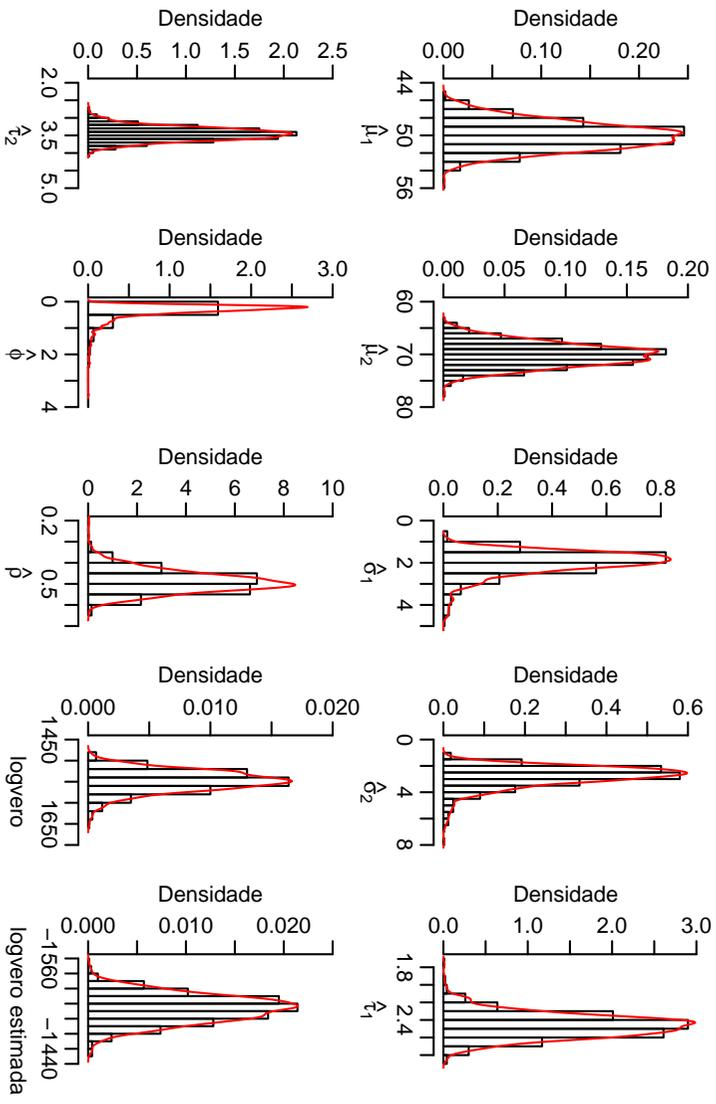 Densidade
0.00 0.10 0.20
44 50 56
μ̂1
Densidade
0.00 0.05 0.10 0.15 0.20
60 70 80
μ̂2
Densidade
0.0 0.2 0.4 0.6 0.8
0 2 4
σ̂1
Densidade
0.0 0.2 0.4 0.6
0 4 8
σ̂2
Densidade
0.0 1.0 2.0 3.0
1.8 2.4
τ̂1
Densidade
0.0 0.5 1.0 1.5 2.0 2.5
2.0 3.5 5.0
τ̂2
Densidade
0.0 1.0 2.0 3.0
0 2 4
ϕ̂
Densidade
0 2 4 6 8 10
0.2 0.5
ρ̂
Densidade
0.000 0.010 0.020
1450 1650
logvero
Densidade
0.000 0.010 0.020
−1560 −1440
logvero estimada